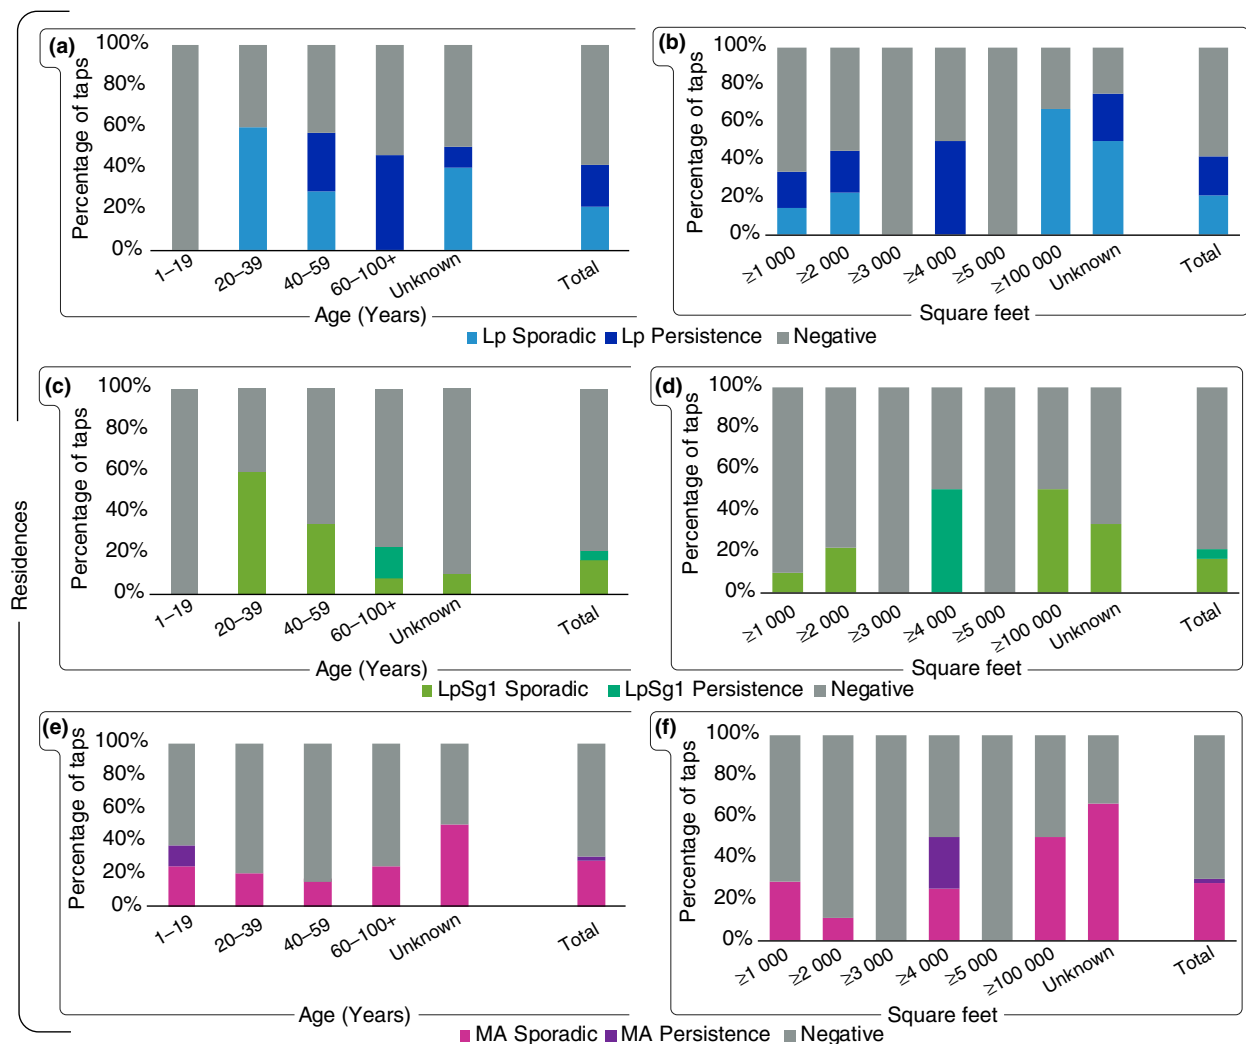 Residences
(a)
Percentage of taps
100%
80%
60%
40%
20%
0%
1–19 20–39 40–59 60–100+ Unknown Total
Age (Years)
(b)
Percentage of taps
100%
80%
60%
40%
20%
0%
≥1 000 ≥2 000 ≥3 000 ≥4 000 ≥5 000 ≥100 000 Unknown Total
Square feet
Lp Sporadic Lp Persistence Negative
(c)
Percentage of taps
100%
80%
60%
40%
20%
0%
1–19 20–39 40–59 60–100+ Unknown Total
Age (Years)
(d)
Percentage of taps
100%
80%
60%
40%
20%
0%
≥1 000 ≥2 000 ≥3 000 ≥4 000 ≥5 000 ≥100 000 Unknown Total
Square feet
LpSg1 Sporadic LpSg1 Persistence Negative
(e)
Percentage of taps
100%
80%
60%
40%
20%
0%
1–19 20–39 40–59 60–100+ Unknown Total
Age (Years)
(f)
Percentage of taps
100%
80%
60%
40%
20%
0%
≥1 000 ≥2 000 ≥3 000 ≥4 000 ≥5 000 ≥100 000 Unknown Total
Square feet
MA Sporadic MA Persistence Negative